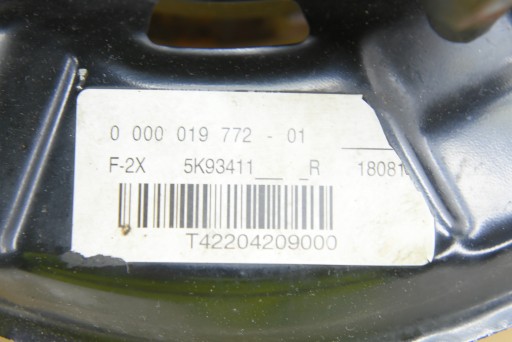 0 000 019 772 - 01
F-2X 5K93411___ _R 18081
T42204209000